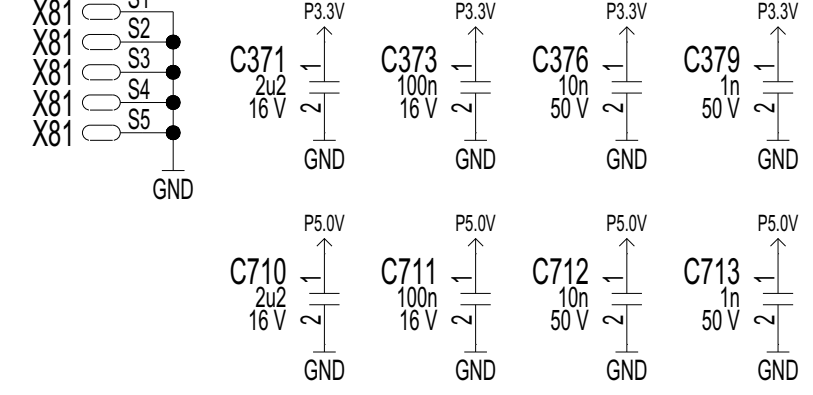 X81 S1
X81 S2
X81 S3
X81 S4
X81 S5
GND
P3.3V
C371 1
2u2
16 V 2
GND
P3.3V
C373 1
100n
16 V 2
GND
P3.3V
C376 1
10n
50 V 2
GND
P3.3V
C379 1
1n
50 V 2
GND
P5.0V
C710 1
2u2
16 V 2
GND
P5.0V
C711 1
100n
16 V 2
GND
P5.0V
C712 1
10n
50 V 2
GND
P5.0V
C713 1
1n
50 V 2
GND